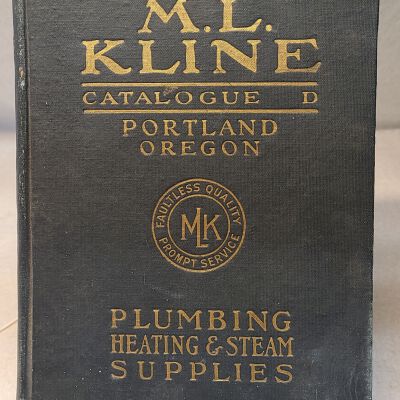 M.L.
KLINE
CATALOGUE D
PORTLAND
OREGON
FAULTLESS QUALITY
MLK
PROMPT SERVICE
PLUMBING
HEATING & STEAM
SUPPLIES